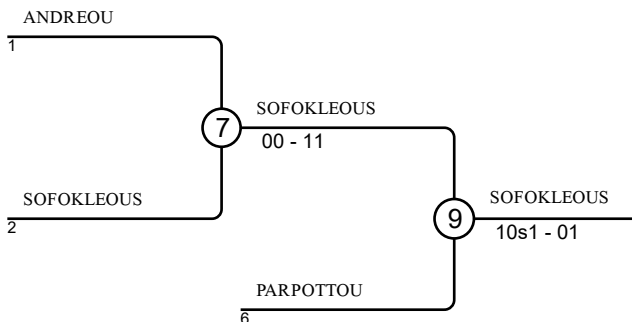 ANDREOU
1
7
SOFOKLEOUS
00 - 11
SOFOKLEOUS
2
9
SOFOKLEOUS
10s1 - 01
PARPOTTOU
6